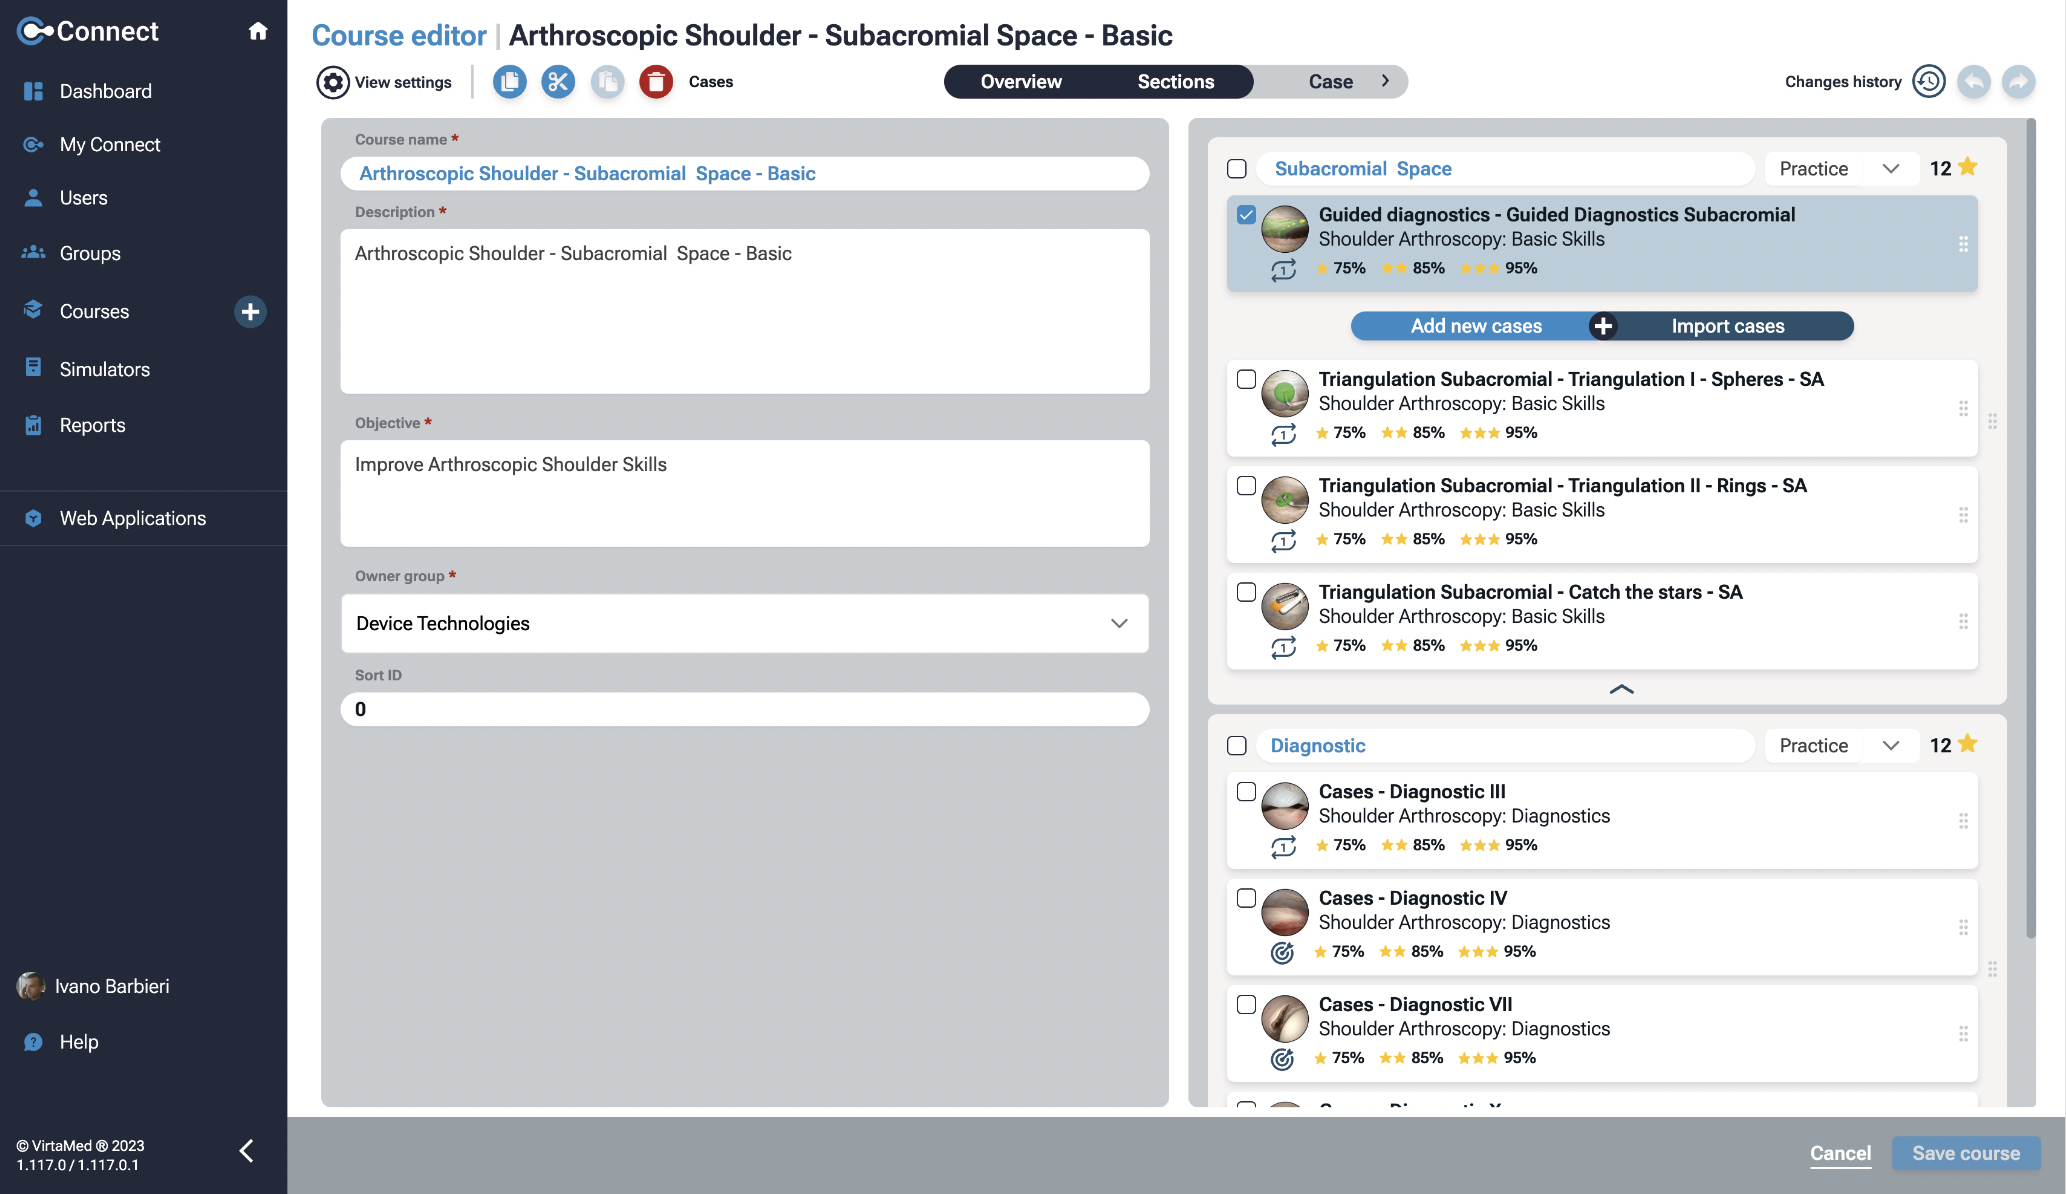 Connect
Dashboard
My Connect
Users
Groups
Courses
Simulators
Reports
Web Applications
Ivano Barbieri
Help
© VirtaMed ® 2023
1.117.0 / 1.117.0.1
Course editor | Arthroscopic Shoulder - Subacromial Space - Basic
View settings
Cases
Overview
Sections
Case
Changes history
Course name *
Arthroscopic Shoulder - Subacromial  Space - Basic
Description *
Arthroscopic Shoulder - Subacromial  Space - Basic
Objective *
Improve Arthroscopic Shoulder Skills
Owner group *
Device Technologies
Sort ID
0
Subacromial  Space
Practice
12
Guided diagnostics - Guided Diagnostics Subacromial
Shoulder Arthroscopy: Basic Skills
1 75% 85% 95%
Add new cases
Import cases
Triangulation Subacromial - Triangulation I - Spheres - SA
Shoulder Arthroscopy: Basic Skills
1 75% 85% 95%
Triangulation Subacromial - Triangulation II - Rings - SA
Shoulder Arthroscopy: Basic Skills
1 75% 85% 95%
Triangulation Subacromial - Catch the stars - SA
Shoulder Arthroscopy: Basic Skills
1 75% 85% 95%
Diagnostic
Practice
12
Cases - Diagnostic III
Shoulder Arthroscopy: Diagnostics
1 75% 85% 95%
Cases - Diagnostic IV
Shoulder Arthroscopy: Diagnostics
75% 85% 95%
Cases - Diagnostic VII
Shoulder Arthroscopy: Diagnostics
75% 85% 95%
Cancel
Save course